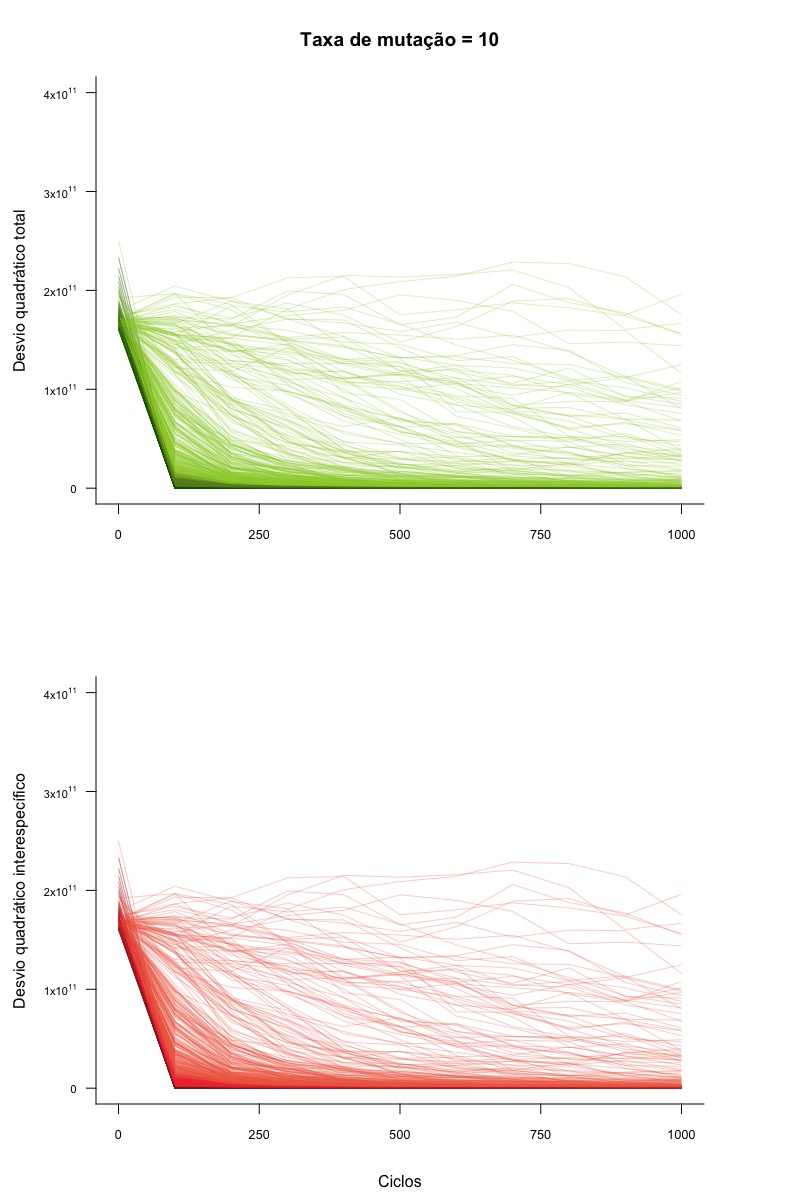 Taxa de mutação = 10
Desvio quadrático total
4x10¹¹
3x10¹¹
2x10¹¹
1x10¹¹
0
0 250 500 750 1000
Desvio quadrático interespecífico
4x10¹¹
3x10¹¹
2x10¹¹
1x10¹¹
0
0 250 500 750 1000
Ciclos